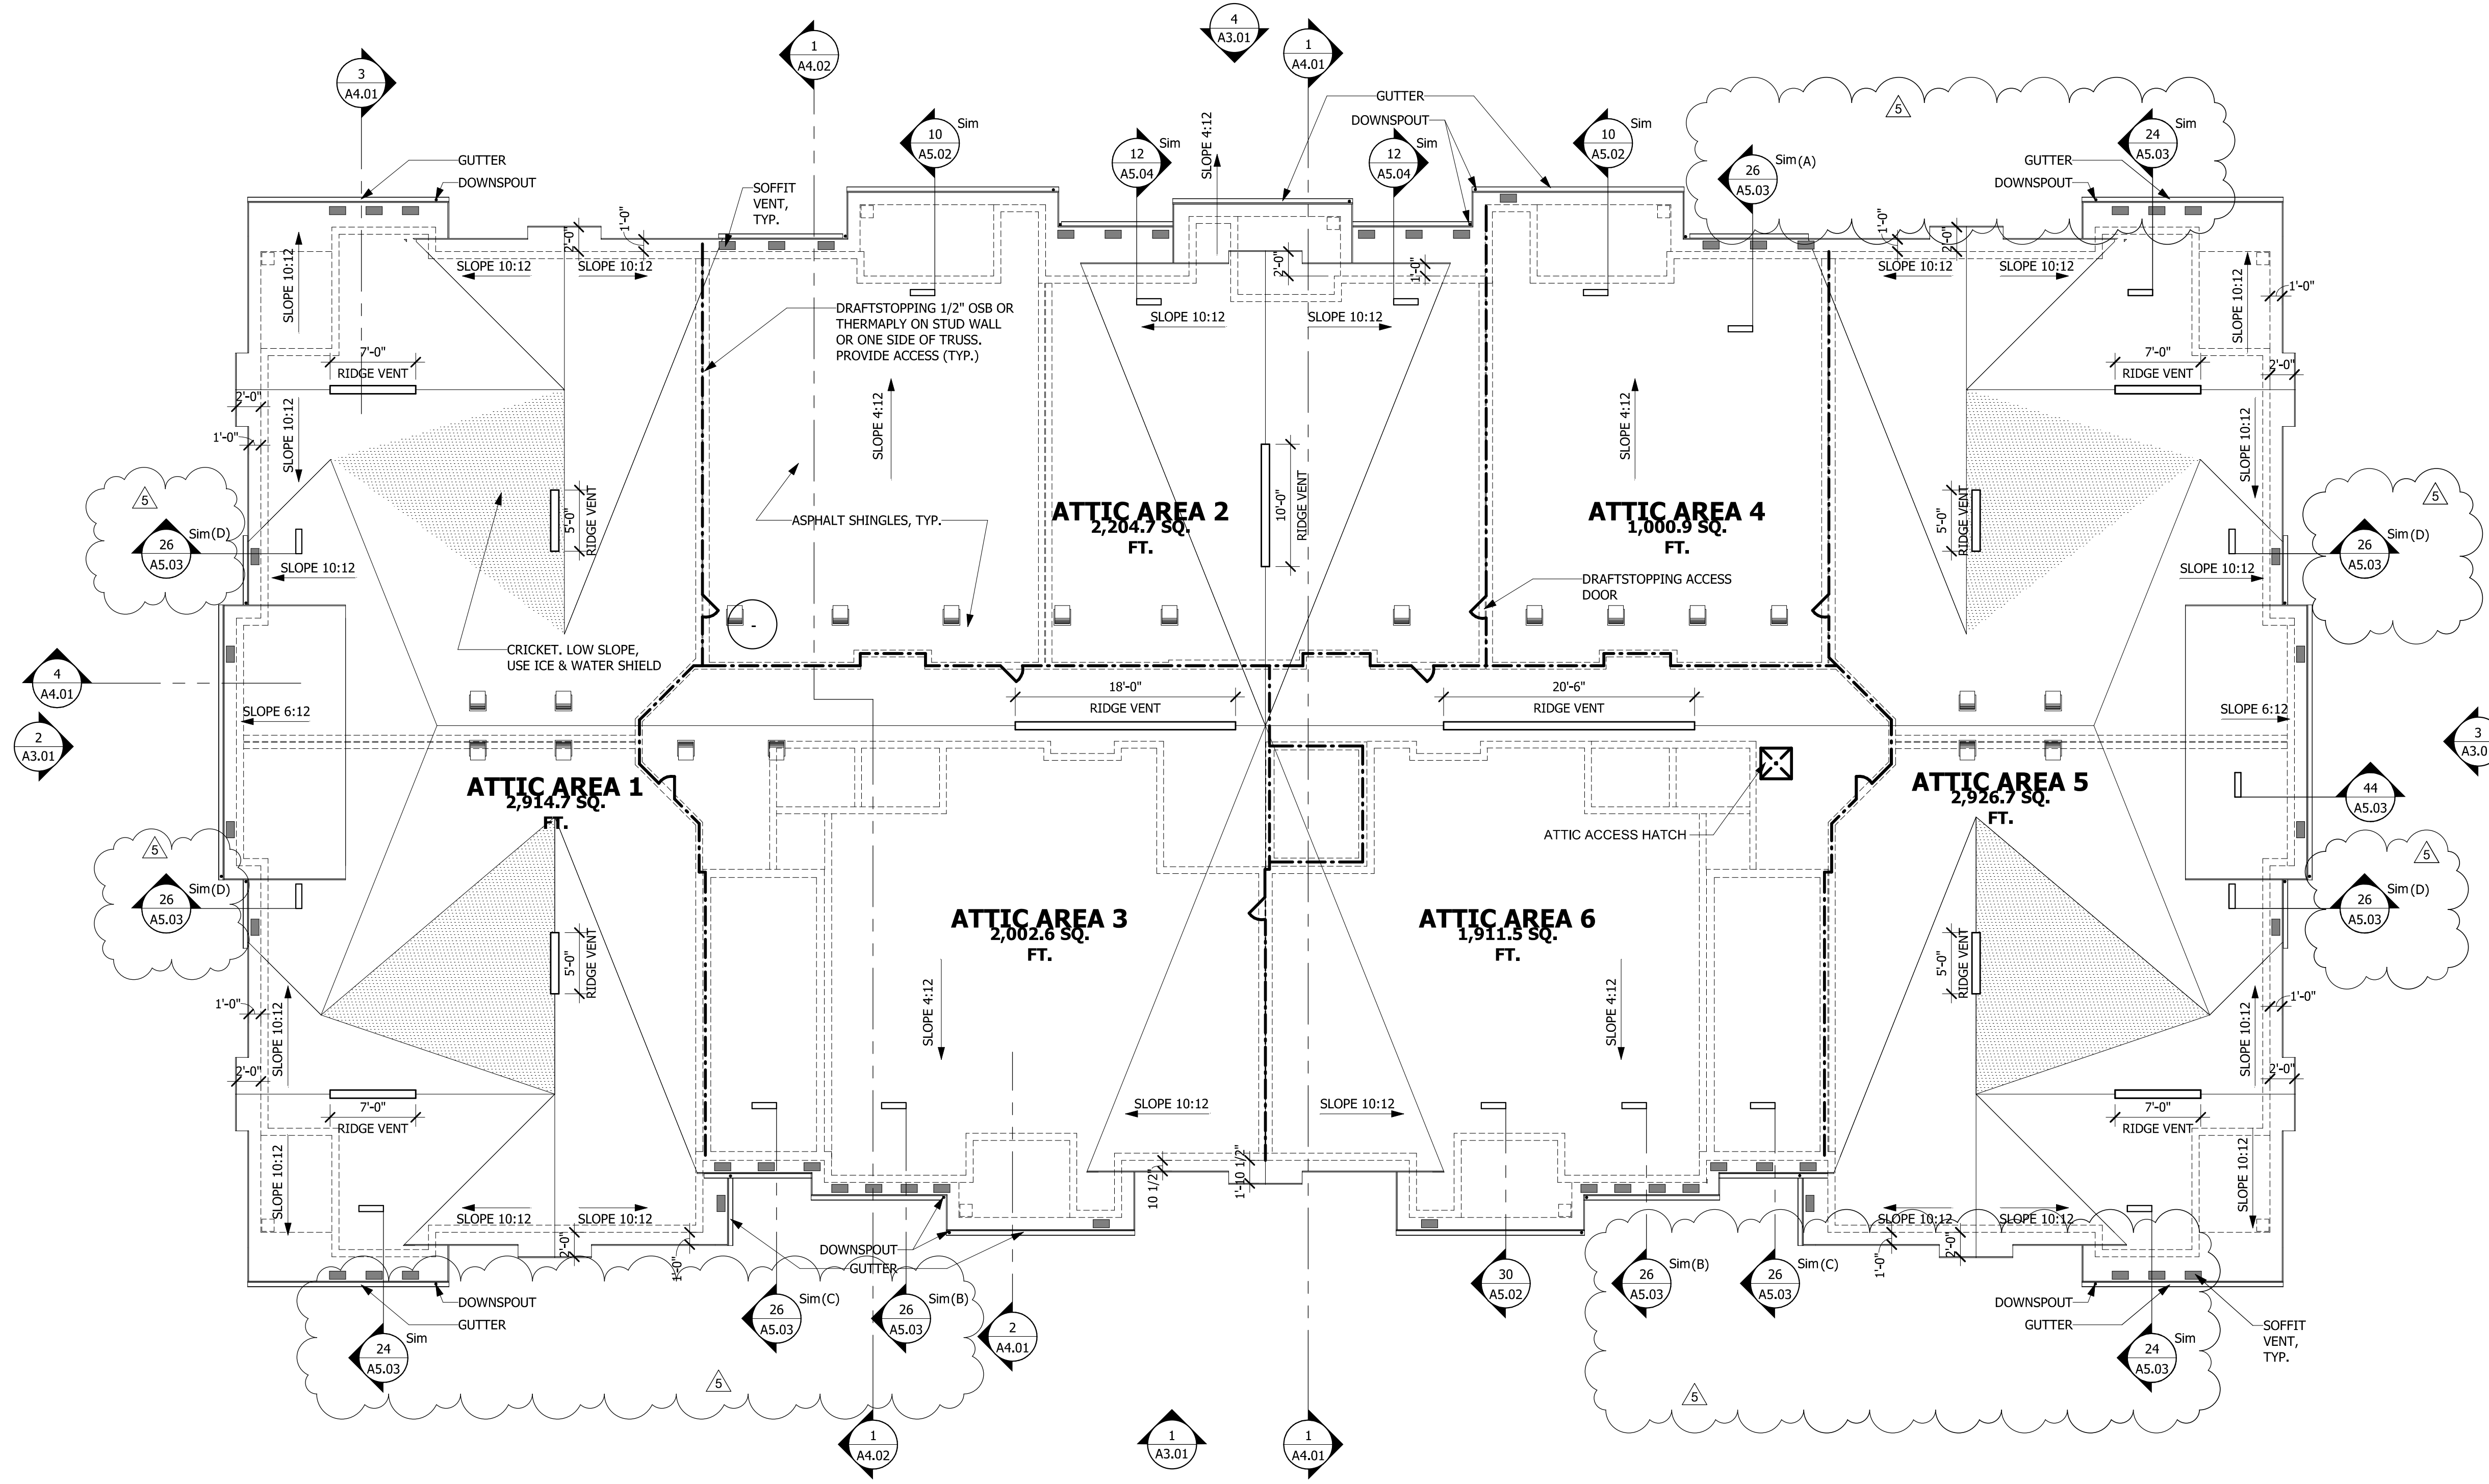 4
A3.01
1
A4.02
1
A4.01
3
A4.01
5
GUTTER
DOWNSPOUT
10
A5.02
Sim
12
A5.04
Sim
SLOPE 4:12
12
A5.04
Sim
10
A5.02
Sim
26
A5.03
Sim(A)
24
A5.03
Sim
GUTTER
DOWNSPOUT
GUTTER
DOWNSPOUT
SOFFIT
VENT,
TYP.
2'-0"
1'-0"
2'-0"
1'-0"
1'-0"
2'-0"
SLOPE 10:12
SLOPE 10:12
SLOPE 10:12
SLOPE 10:12
SLOPE 10:12
SLOPE 10:12
SLOPE 10:12
SLOPE 10:12
1'-0"
DRAFTSTOPPING 1/2" OSB OR
THERMAPLY ON STUD WALL
OR ONE SIDE OF TRUSS.
PROVIDE ACCESS (TYP.)
7'-0"
RIDGE VENT
7'-0"
RIDGE VENT
2'-0"
2'-0"
1'-0"
SLOPE 10:12
SLOPE 4:12
SLOPE 4:12
SLOPE 10:12
5
26
A5.03
Sim(D)
5'-0"
RIDGE VENT
ASPHALT SHINGLES, TYP.
ATTIC AREA 2
2,204.7 SQ.
FT.
10'-0"
RIDGE VENT
ATTIC AREA 4
1,000.9 SQ.
FT.
5'-0"
RIDGE VENT
5
26
A5.03
Sim(D)
SLOPE 10:12
SLOPE 10:12
DRAFTSTOPPING ACCESS
DOOR
-
CRICKET. LOW SLOPE,
USE ICE & WATER SHIELD
4
A4.01
2
A3.01
SLOPE 6:12
18'-0"
RIDGE VENT
20'-6"
RIDGE VENT
SLOPE 6:12
3
A3.0
ATTIC AREA 1
2,914.7 SQ.
FT.
ATTIC AREA 5
2,926.7 SQ.
FT.
44
A5.03
ATTIC ACCESS HATCH
5
26
A5.03
Sim(D)
5
26
A5.03
Sim(D)
ATTIC AREA 3
2,002.6 SQ.
FT.
ATTIC AREA 6
1,911.5 SQ.
FT.
5'-0"
RIDGE VENT
5'-0"
RIDGE VENT
1'-0"
1'-0"
SLOPE 10:12
SLOPE 4:12
SLOPE 4:12
SLOPE 10:12
2'-0"
2'-0"
7'-0"
RIDGE VENT
7'-0"
RIDGE VENT
SLOPE 10:12
SLOPE 10:12
SLOPE 10:12
SLOPE 10:12
10 1/2"
1'-10 1/2"
SLOPE 10:12
SLOPE 10:12
SLOPE 10:12
SLOPE 10:12
2'-0"
1'-0"
1'-0"
2'-0"
DOWNSPOUT
GUTTER
DOWNSPOUT
GUTTER
24
A5.03
Sim
26
A5.03
Sim(C)
26
A5.03
Sim(B)
2
A4.01
30
A5.02
26
A5.03
Sim(B)
26
A5.03
Sim(C)
DOWNSPOUT
GUTTER
24
A5.03
Sim
SOFFIT
VENT,
TYP.
5
5
1
A4.02
1
A3.01
1
A4.01